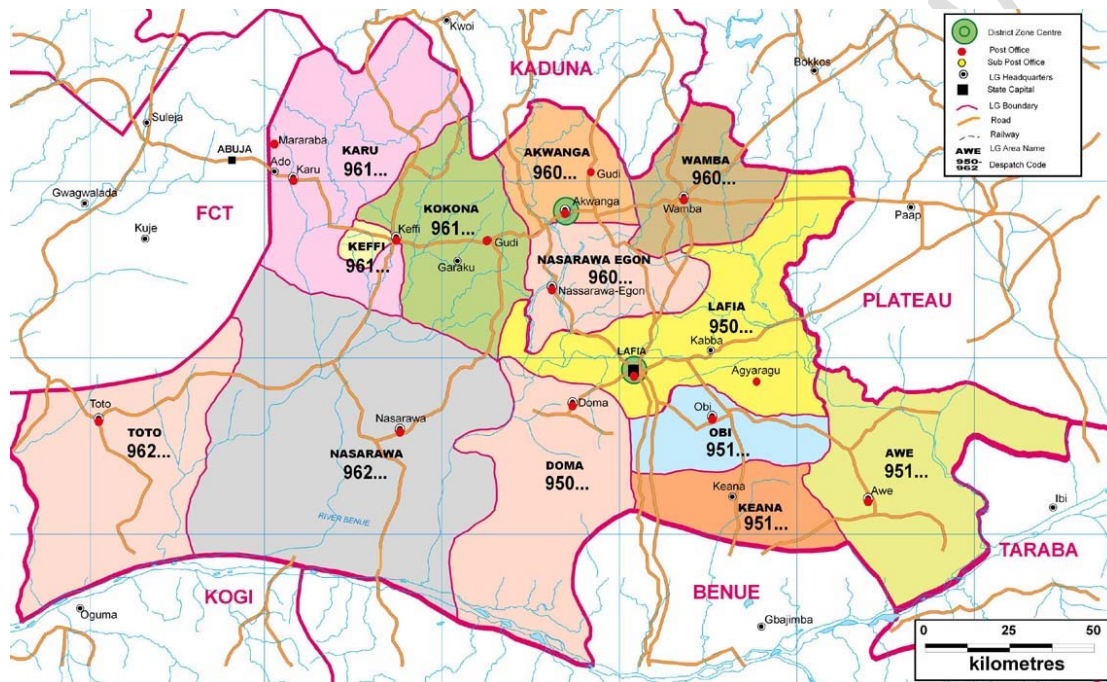 Kwoi
KADUNA
Bokkos
District Zone Centre
Post Office
Sub Post Office
LG Headquarters
State Capital
LG Boundary
Road
Railway
AWE LG Area Name
950-962 Despatch Code
Suleja
ABUJA
Mararaba
Ado
Karu
KARU
961...
AKWANGA
960...
Gudi
WAMBA
960...
Gwagwalada
FCT
Kuje
KOKONA
961...
Akwanga
Wamba
Paap
Keffi
KEFFI
961...
Gudi
Garaku
NASARAWA EGON
960...
Nassarawa-Egon
LAFIA
950...
PLATEAU
Kabba
LAFIA
Agyaragu
Toto
TOTO
962...
Nasarawa
NASARAWA
962...
Doma
DOMA
950...
Obi
OBI
951...
AWE
951...
Awe
Keana
KEANA
951...
Ibi
TARABA
RIVER BENUE
KOGI
BENUE
Oguma
Gbajimba
0 25 50
kilometres